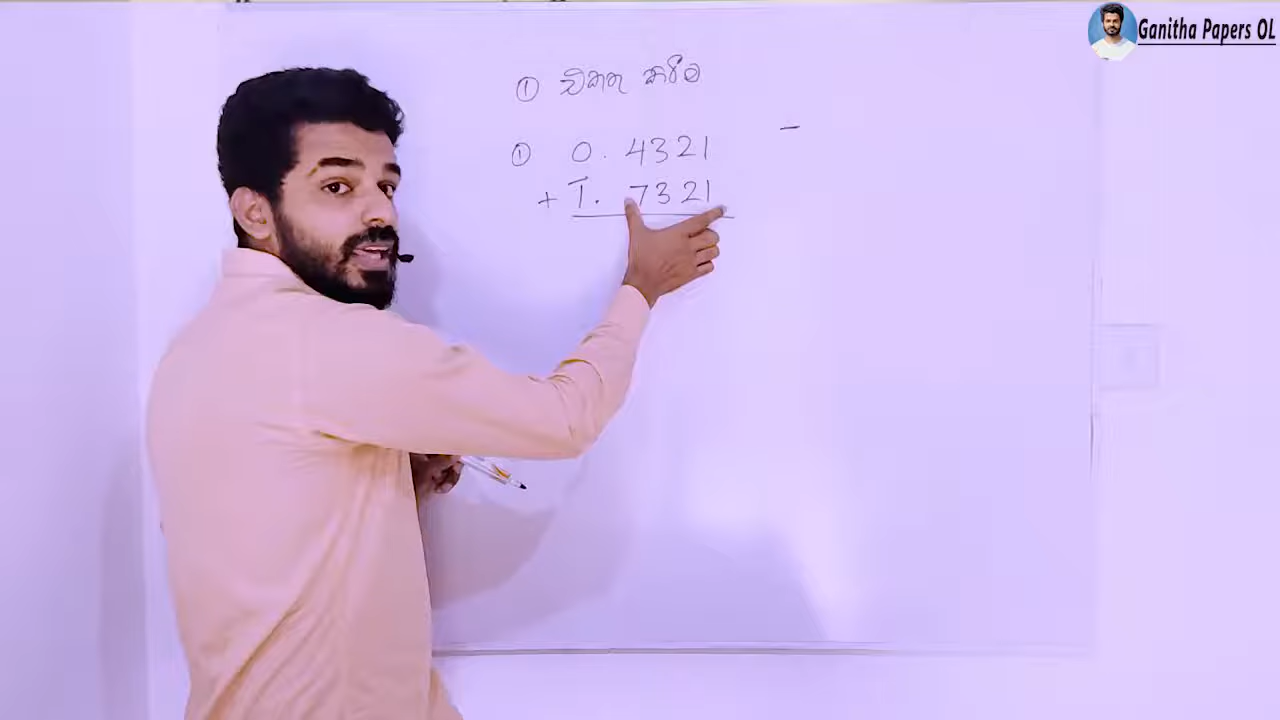 Ganitha Papers OL
① එකතු කරීම
① 0.4321
+ 1̅.7321